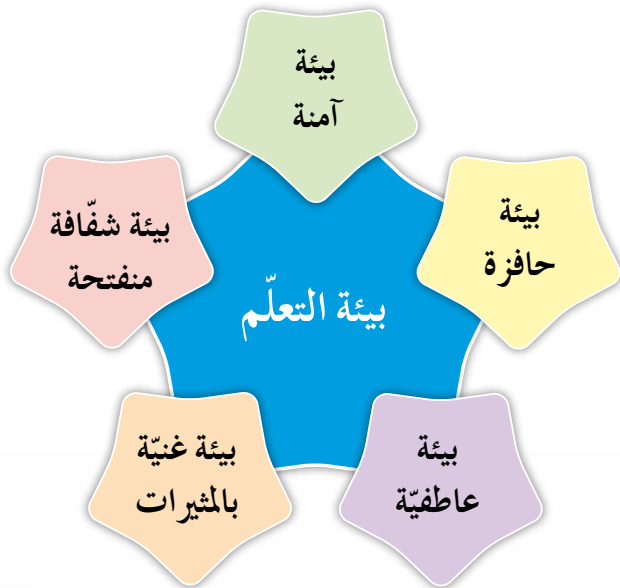 بيئة
آمنة
بيئة
حافزة
بيئة شفّافة
منفتحة
بيئة التعلّم
بيئة
عاطفيّة
بيئة غنيّة
بالمثيرات